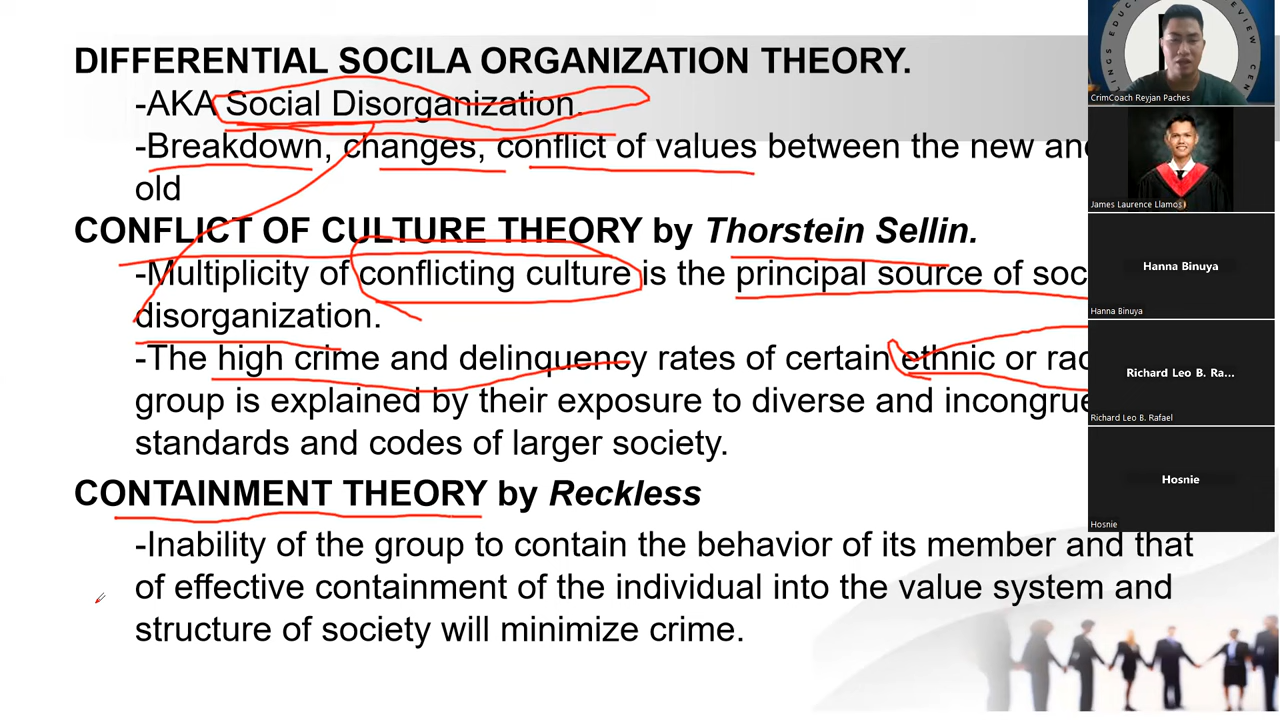 DIFFERENTIAL SOCILA ORGANIZATION THEORY.
-AKA Social Disorganization.
-Breakdown, changes, conflict of values between the new
old
CONFLICT OF CULTURE THEORY by Thorstein Sellin.
-Multiplicity of conflicting culture is the principal source of
disorganization.
-The high crime and delinquency rates of certain ethnic or
group is explained by their exposure to diverse and
standards and codes of larger society.
CONTAINMENT THEORY by Reckless
-Inability of the group to contain the behavior of its member and that
of effective containment of the individual into the value system and
structure of society will minimize crime.
CrimCoach Reyjan Paches
James Laurence Llamos
Hanna Binuya
Hanna Binuya
Richard Leo B. Ra...
Richard Leo B. Rafael
Hosnie
Hosnie